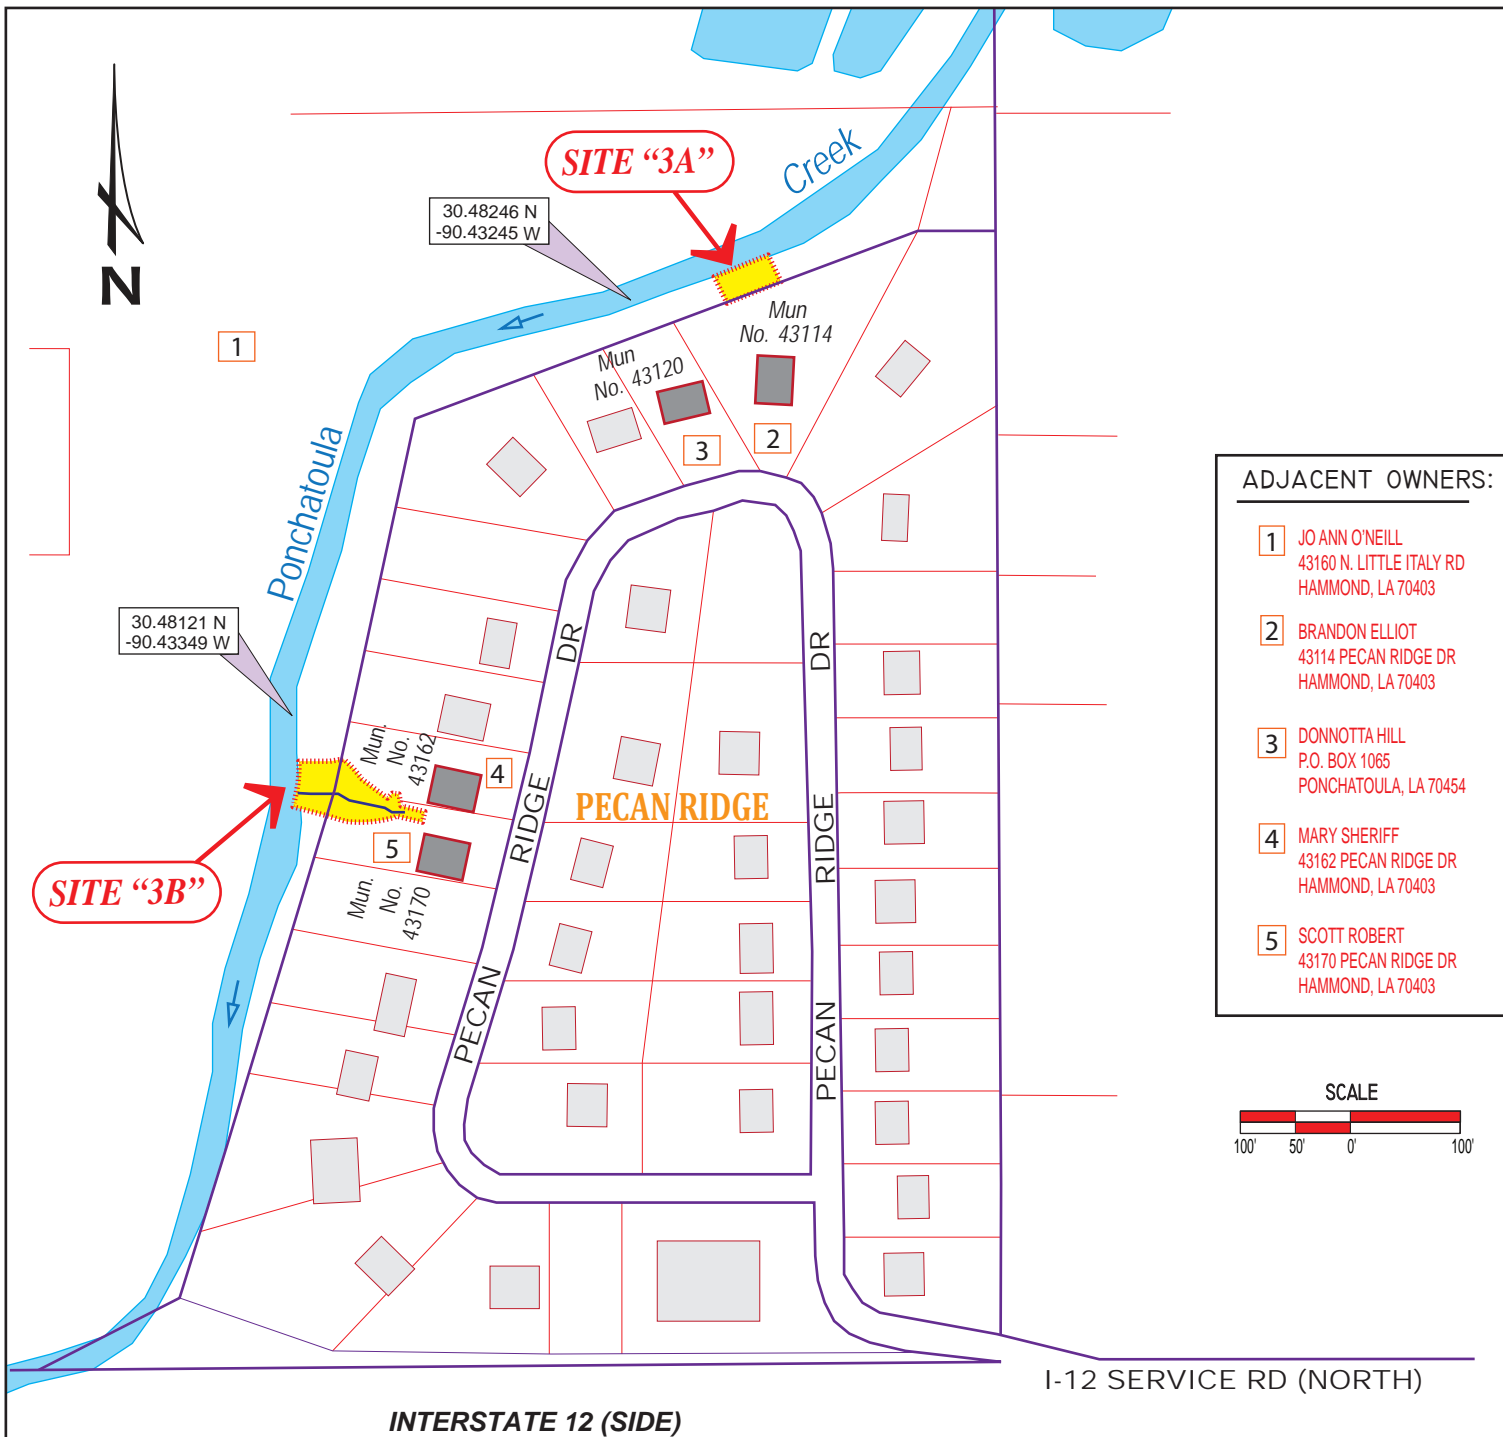 SITE “3A”
Creek
30.48246 N
-90.43245 W
N
1
Mun
No. 43114
Mun
No. 43120
2
3
Ponchatoula
ADJACENT OWNERS:
1 JO ANN O'NEILL
43160 N. LITTLE ITALY RD
HAMMOND, LA 70403
2 BRANDON ELLIOT
43114 PECAN RIDGE DR
HAMMOND, LA 70403
3 DONNOTTA HILL
P.O. BOX 1065
PONCHATOULA, LA 70454
4 MARY SHERIFF
43162 PECAN RIDGE DR
HAMMOND, LA 70403
5 SCOTT ROBERT
43170 PECAN RIDGE DR
HAMMOND, LA 70403
30.48121 N
-90.43349 W
Mun.
No.
43162
4
PECAN RIDGE
5
SITE “3B”
Mun.
No.
43170
PECAN RIDGE DR
PECAN RIDGE DR
SCALE
100' 50' 0' 100'
I-12 SERVICE RD (NORTH)
INTERSTATE 12 (SIDE)